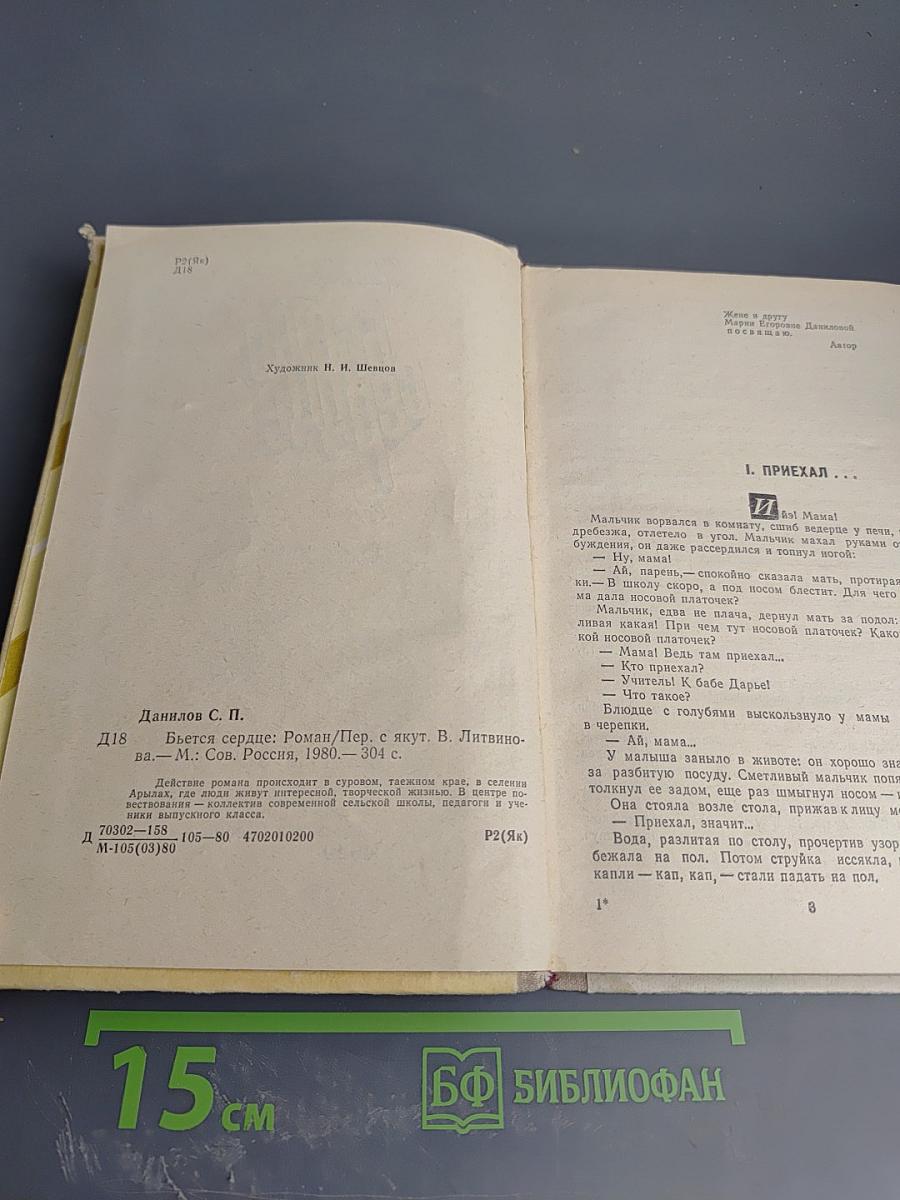 Р2(Як)
Д18
Художник Н. И. Шевцов
Данилов С. П.
Д18 Бьется сердце: Роман/Пер. с якут. В. Литвино-
ва.— М.: Сов. Россия, 1980.— 304 с.
Действие романа происходит в суровом, таежном крае, в селении
Арылах, где люди живут интересной, творческой жизнью. В центре по-
вествования — коллектив современной сельской школы, педагоги и уче-
ники выпускного класса.
Д 70302—158
М-105(03)80 105—80 4702010200 Р2(Як)
Жене и другу
Марии Егоровне Даниловой
посвящаю.
Автор
I. ПРИЕХАЛ . . .
Ийэ! Мама!
Мальчик ворвался в комнату, сшиб ведерце у печи,
дребезжа, отлетело в угол. Мальчик махал руками от
буждения, он даже рассердился и топнул ногой:
— Ну, мама!
— Ай, парень,— спокойно сказала мать, протирая
ки.— В школу скоро, а под носом блестит. Для чего
ма дала носовой платочек?
Мальчик, едва не плача, дернул мать за подол:
ливая какая! При чем тут носовой платочек? Како
кой носовой платочек?
— Мама! Ведь там приехал...
— Кто приехал?
— Учитель! К бабе Дарье!
— Что такое?
Блюдце с голубями выскользнуло у мамы
в черепки.
— Ай, мама...
У малыша заныло в животе: он хорошо зна
за разбитую посуду. Сметливый мальчик попя
толкнул ее задом, еще раз шмыгнул носом —
Она стояла возле стола, прижав к лицу мо
— Приехал, значит...
Вода, разлитая по столу, прочертив узор
бежала на пол. Потом струйка иссякла,
капли — кап, кап, — стали падать на пол.
1*
3
15 см
БФ БИБЛИОФАН